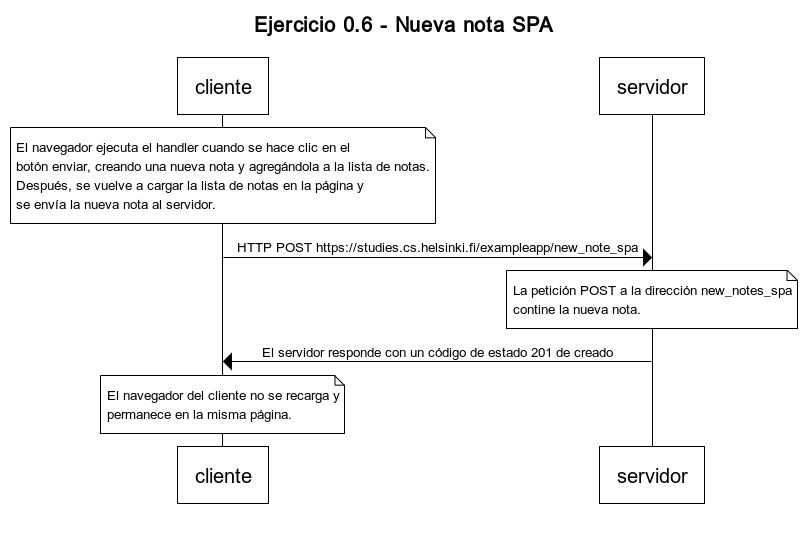 Ejercicio 0.6 - Nueva nota SPA
cliente
servidor
El navegador ejecuta el handler cuando se hace clic en el
botón enviar, creando una nueva nota y agregándola a la lista de notas.
Después, se vuelve a cargar la lista de notas en la página y
se envía la nueva nota al servidor.
HTTP POST https://studies.cs.helsinki.fi/exampleapp/new_note_spa
La petición POST a la dirección new_notes_spa
contine la nueva nota.
El servidor responde con un código de estado 201 de creado
El navegador del cliente no se recarga y
permanece en la misma página.
cliente
servidor